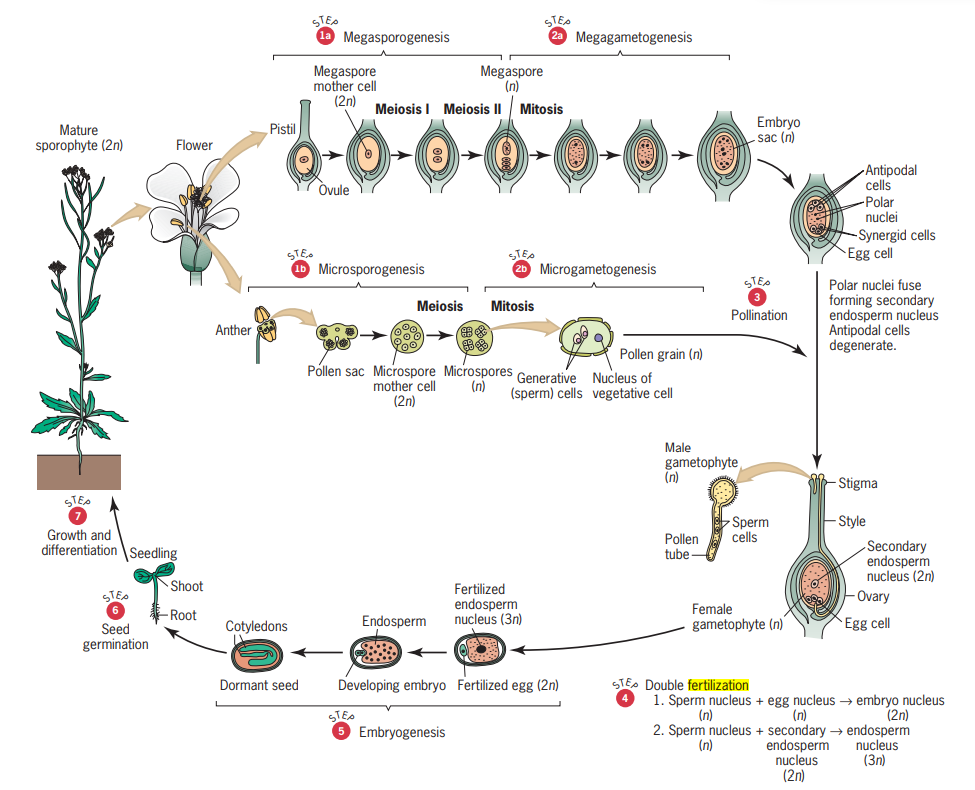 STEP
1a Megasporogenesis
STEP
2a Megagametogenesis
Megaspore
mother cell
(2n)
Megaspore
(n)
Meiosis I
Meiosis II
Mitosis
Pistil
Ovule
Embryo
sac (n)
Mature
sporophyte (2n)
Flower
Antipodal
cells
Polar
nuclei
Synergid cells
Egg cell
STEP
1b Microsporogenesis
STEP
2b Microgametogenesis
Meiosis
Mitosis
STEP
3
Pollination
Polar nuclei fuse
forming secondary
endosperm nucleus
Antipodal cells
degenerate.
Anther
Pollen sac
Microspore
mother cell
(2n)
Microspores
(n)
Generative
(sperm) cells
Nucleus of
vegetative cell
Pollen grain (n)
Male
gametophyte
(n)
Stigma
Style
Sperm
cells
Pollen
tube
Secondary
endosperm
nucleus (2n)
Ovary
Egg cell
Female
gametophyte (n)
STEP
7
Growth and
differentiation
Seedling
Shoot
Root
STEP
6
Seed
germination
Cotyledons
Dormant seed
Endosperm
Developing embryo
Fertilized
endosperm
nucleus (3n)
Fertilized egg (2n)
STEP
5 Embryogenesis
STEP
4 Double fertilization
1. Sperm nucleus + egg nucleus → embryo nucleus
(n) (n) (2n)
2. Sperm nucleus + secondary → endosperm
(n) endosperm nucleus
nucleus (3n)
(2n)